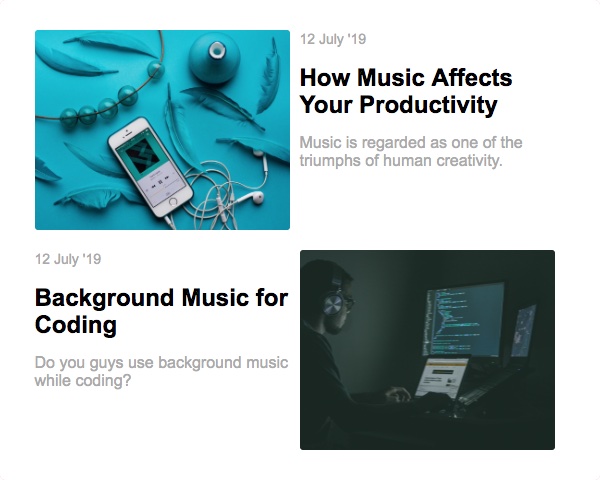 12 July '19
How Music Affects
Your Productivity
Music is regarded as one of the
triumphs of human creativity.
12 July '19
Background Music for
Coding
Do you guys use background music
while coding?